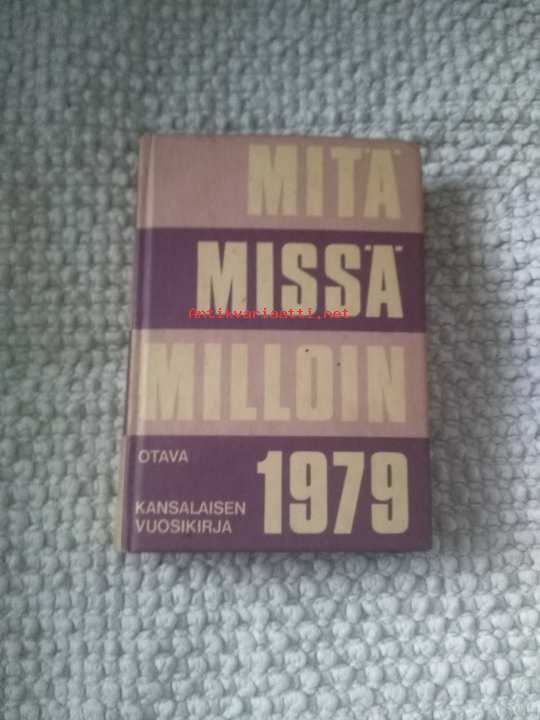 MITÄ
MISSÄ
Antikvariaatti.net
MILLOIN
OTAVA
1979
KANSALAISEN
VUOSIKIRJA